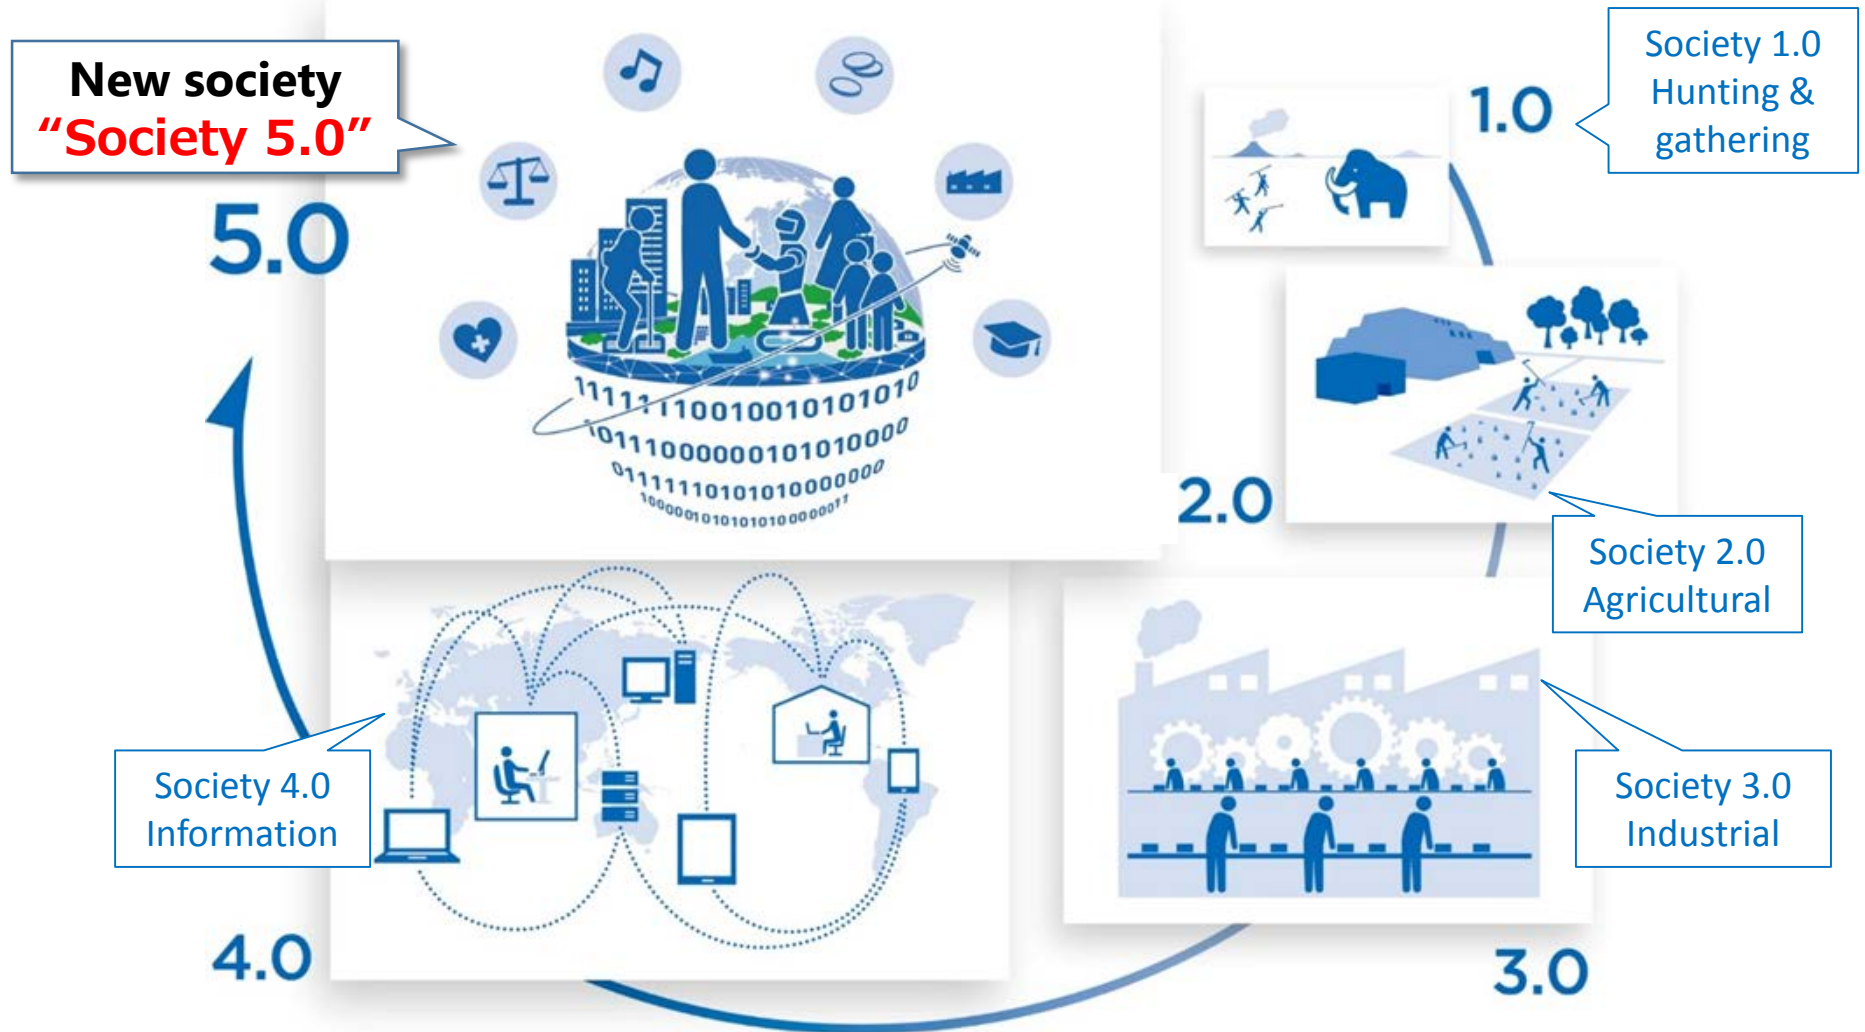 New society
“Society 5.0”
5.0
1.0
Society 1.0
Hunting &
gathering
2.0
Society 2.0
Agricultural
Society 4.0
Information
4.0
Society 3.0
Industrial
3.0